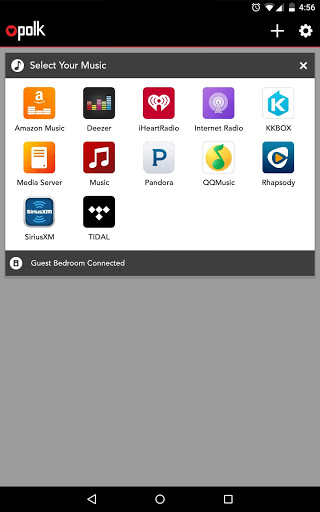 4:56
polk
Select Your Music
Amazon Music Deezer iHeartRadio Internet Radio KKBOX
Media Server Music Pandora QQMusic Rhapsody
SiriusXM
SiriusXM TIDAL
Guest Bedroom Connected